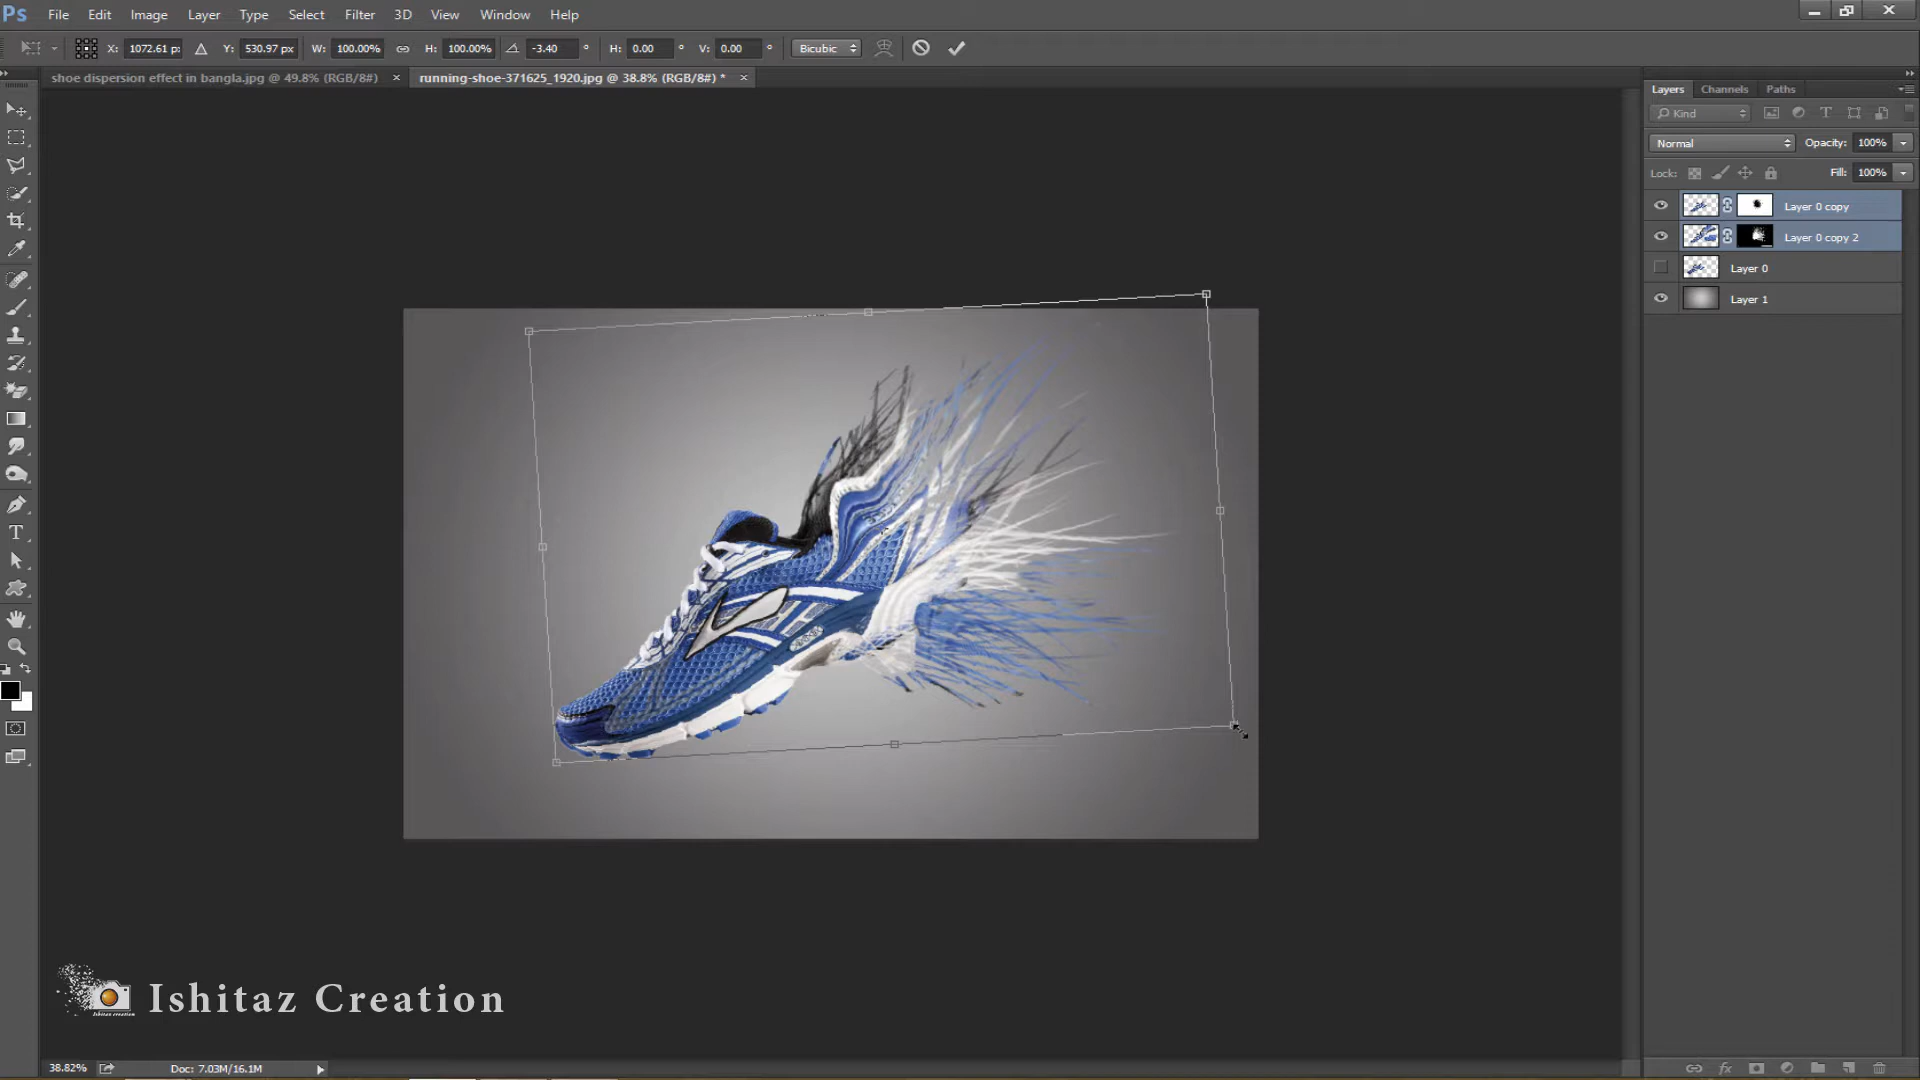 Ps File Edit Image Layer Type Select Filter 3D View Window Help
X: 1072.61 p: Y: 530.97 px W: 100.00% H: 100.00% -3.40 ° H: 0.00 ° V: 0.00 ° Bicubic
shoe dispersion effect in bangla.jpg @ 49.8% (RGB/8#) × running-shoe-371625_1920.jpg @ 38.8% (RGB/8#) * ×
Layers Channels Paths
Kind
Normal Opacity: 100%
Lock: Fill: 100%
Layer 0 copy
Layer 0 copy 2
Layer 0
Layer 1
Ishitaz Creation
38.82% Doc: 7.03M/16.1M